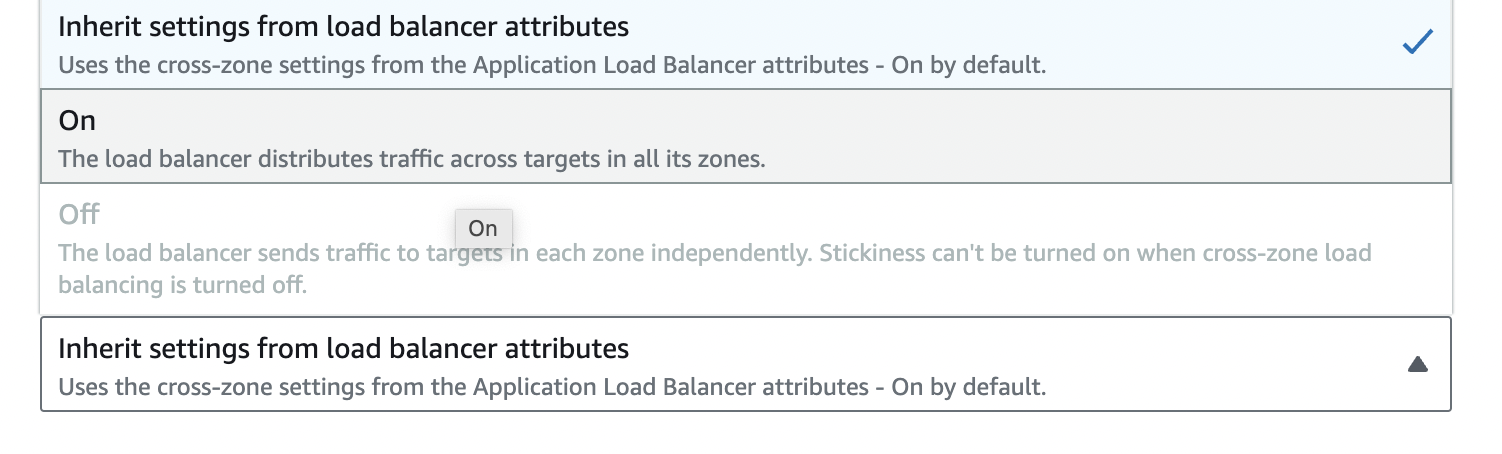 Inherit settings from load balancer attributes
Uses the cross-zone settings from the Application Load Balancer attributes - On by default.
On
The load balancer distributes traffic across targets in all its zones.
Off
On
The load balancer sends traffic to targets in each zone independently. Stickiness can't be turned on when cross-zone load
balancing is turned off.
Inherit settings from load balancer attributes
Uses the cross-zone settings from the Application Load Balancer attributes - On by default.